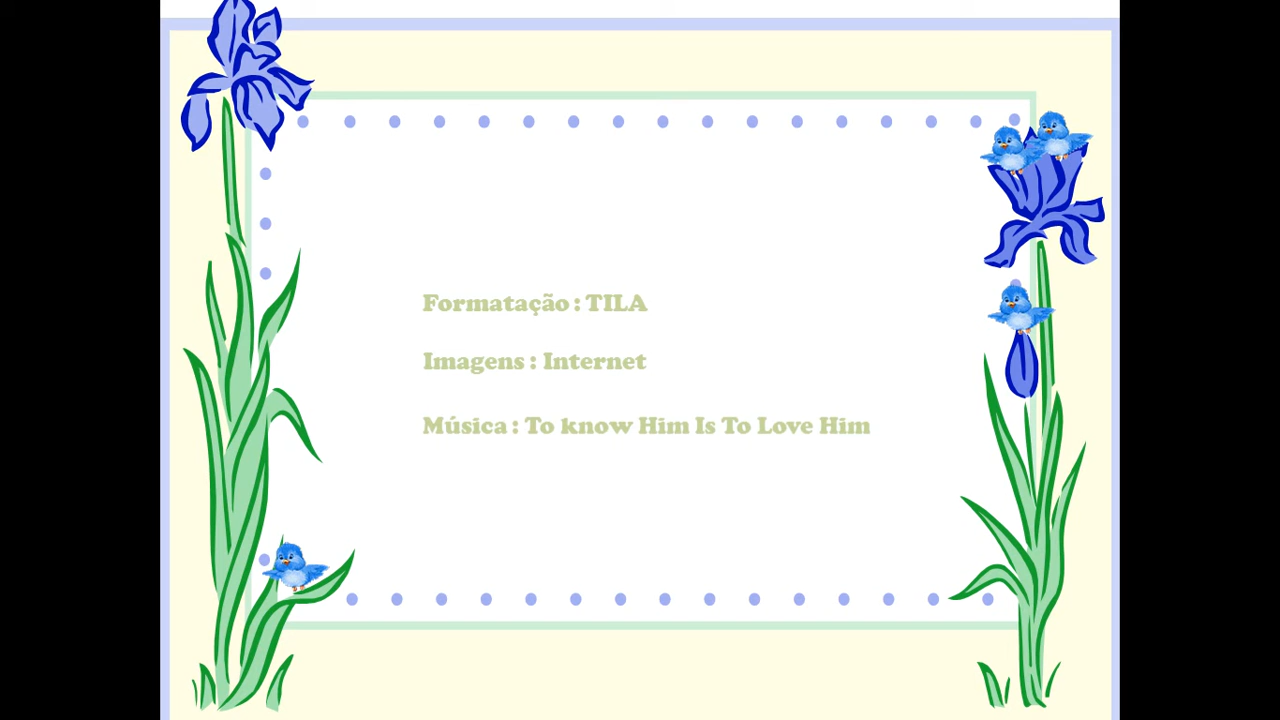 Formatação : TILA
Imagens : Internet
Música : To know Him Is To Love Him